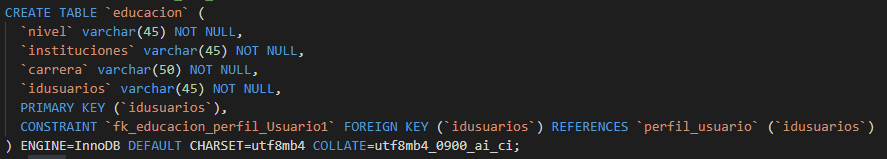 CREATE TABLE `educacion` (
`nivel` varchar(45) NOT NULL,
`instituciones` varchar(45) NOT NULL,
`carrera` varchar(50) NOT NULL,
`idusuarios` varchar(45) NOT NULL,
PRIMARY KEY (`idusuarios`),
CONSTRAINT `fk_educacion_perfil_Usuario1` FOREIGN KEY (`idusuarios`) REFERENCES `perfil_usuario` (`idusuarios`)
) ENGINE=InnoDB DEFAULT CHARSET=utf8mb4 COLLATE=utf8mb4_0900_ai_ci;